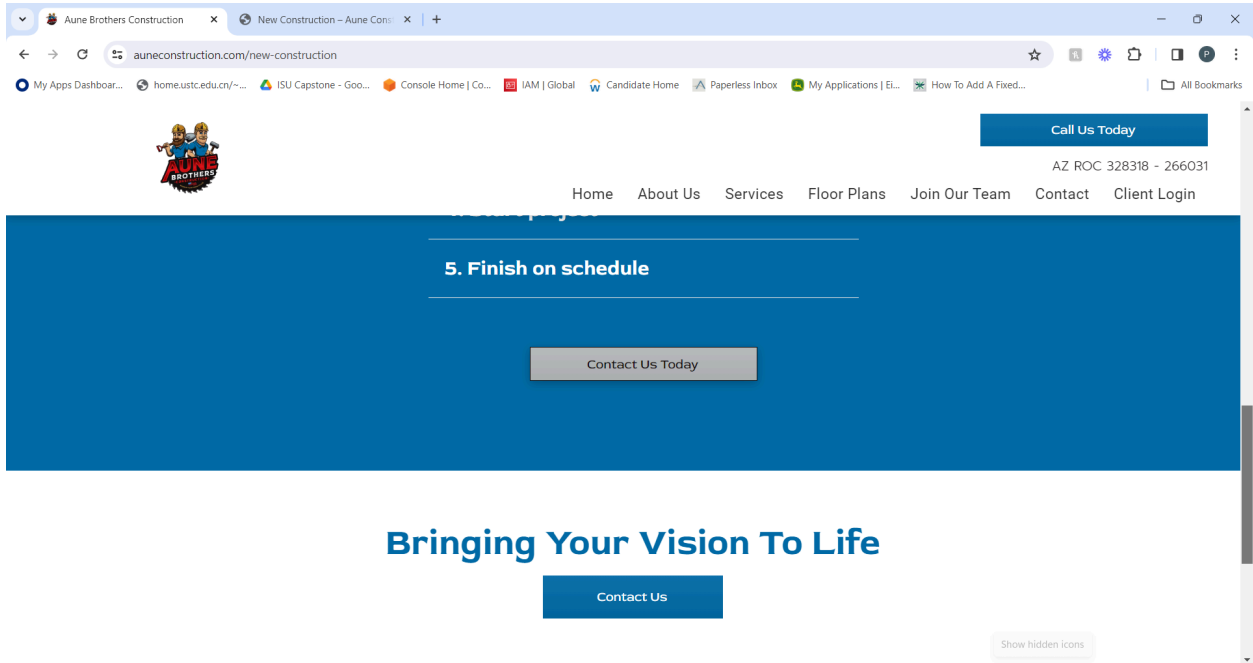 Aune Brothers Construction
New Construction – Aune Cons
auneconstruction.com/new-construction
P
My Apps Dashboar...
home.ustc.edu.cn/~...
ISU Capstone - Goo...
Console Home | Co...
IAM | Global
Candidate Home
Paperless Inbox
My Applications | Ei...
How To Add A Fixed...
All Bookmarks
AUNE
BROTHERS
Call Us Today
AZ ROC 328318 - 266031
Home About Us Services Floor Plans Join Our Team Contact Client Login
4. Start project
5. Finish on schedule
Contact Us Today
Bringing Your Vision To Life
Contact Us
Show hidden icons